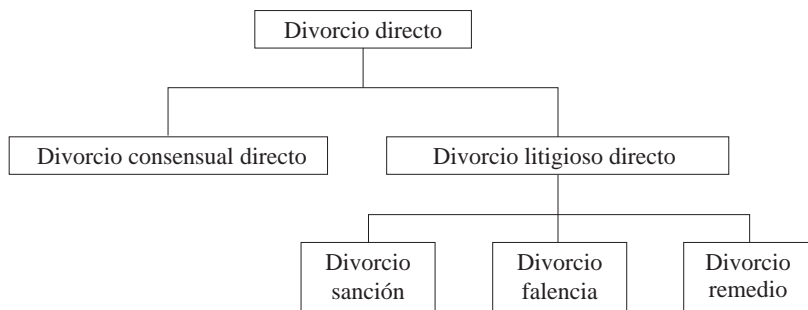 Divorcio directo
Divorcio consensual directo
Divorcio litigioso directo
Divorcio
sanción
Divorcio
falencia
Divorcio
remedio